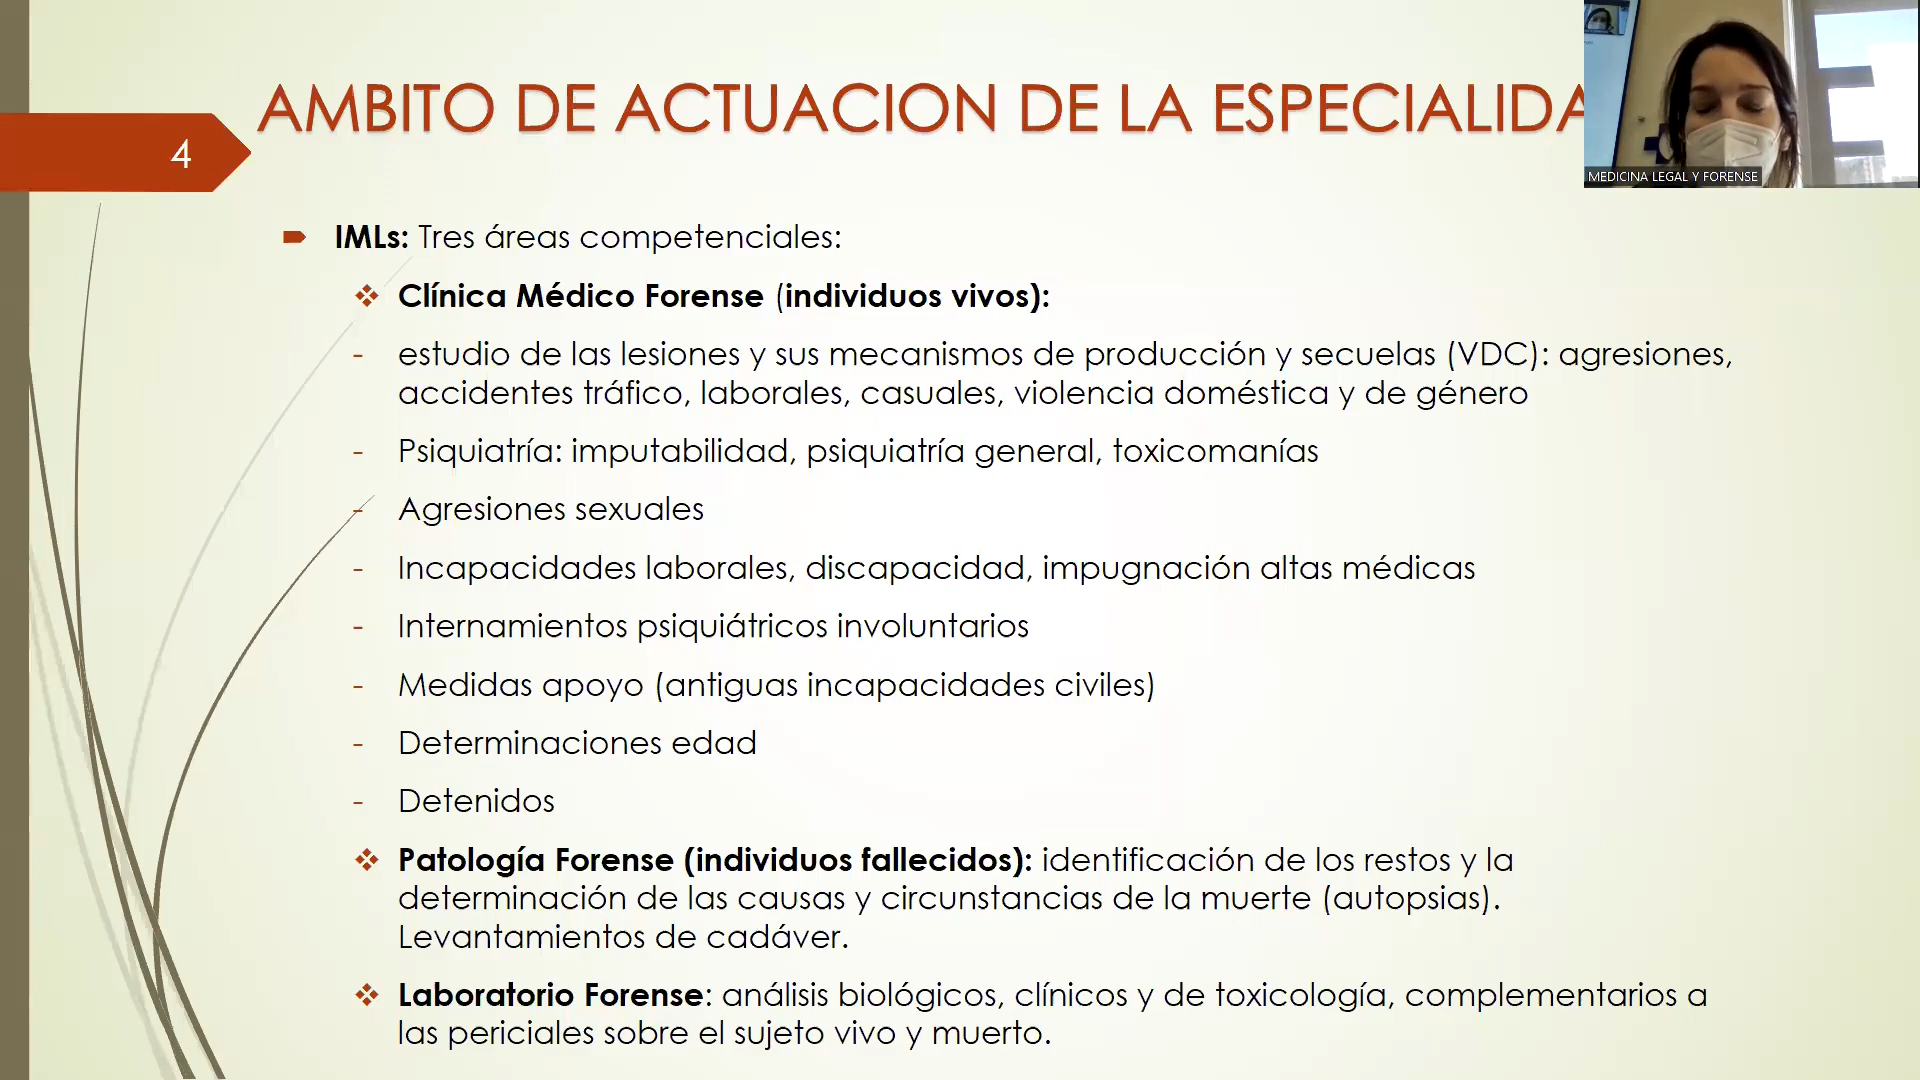 AMBITO DE ACTUACION DE LA ESPECIALIDA
4
MEDICINA LEGAL Y FORENSE
IMLs: Tres áreas competenciales:
Clínica Médico Forense (individuos vivos):
- estudio de las lesiones y sus mecanismos de producción y secuelas (VDC): agresiones,
accidentes tráfico, laborales, casuales, violencia doméstica y de género
- Psiquiatría: imputabilidad, psiquiatría general, toxicomanías
- Agresiones sexuales
- Incapacidades laborales, discapacidad, impugnación altas médicas
- Internamientos psiquiátricos involuntarios
- Medidas apoyo (antiguas incapacidades civiles)
- Determinaciones edad
- Detenidos
Patología Forense (individuos fallecidos): identificación de los restos y la
determinación de las causas y circunstancias de la muerte (autopsias).
Levantamientos de cadáver.
Laboratorio Forense: análisis biológicos, clínicos y de toxicología, complementarios a
las periciales sobre el sujeto vivo y muerto.